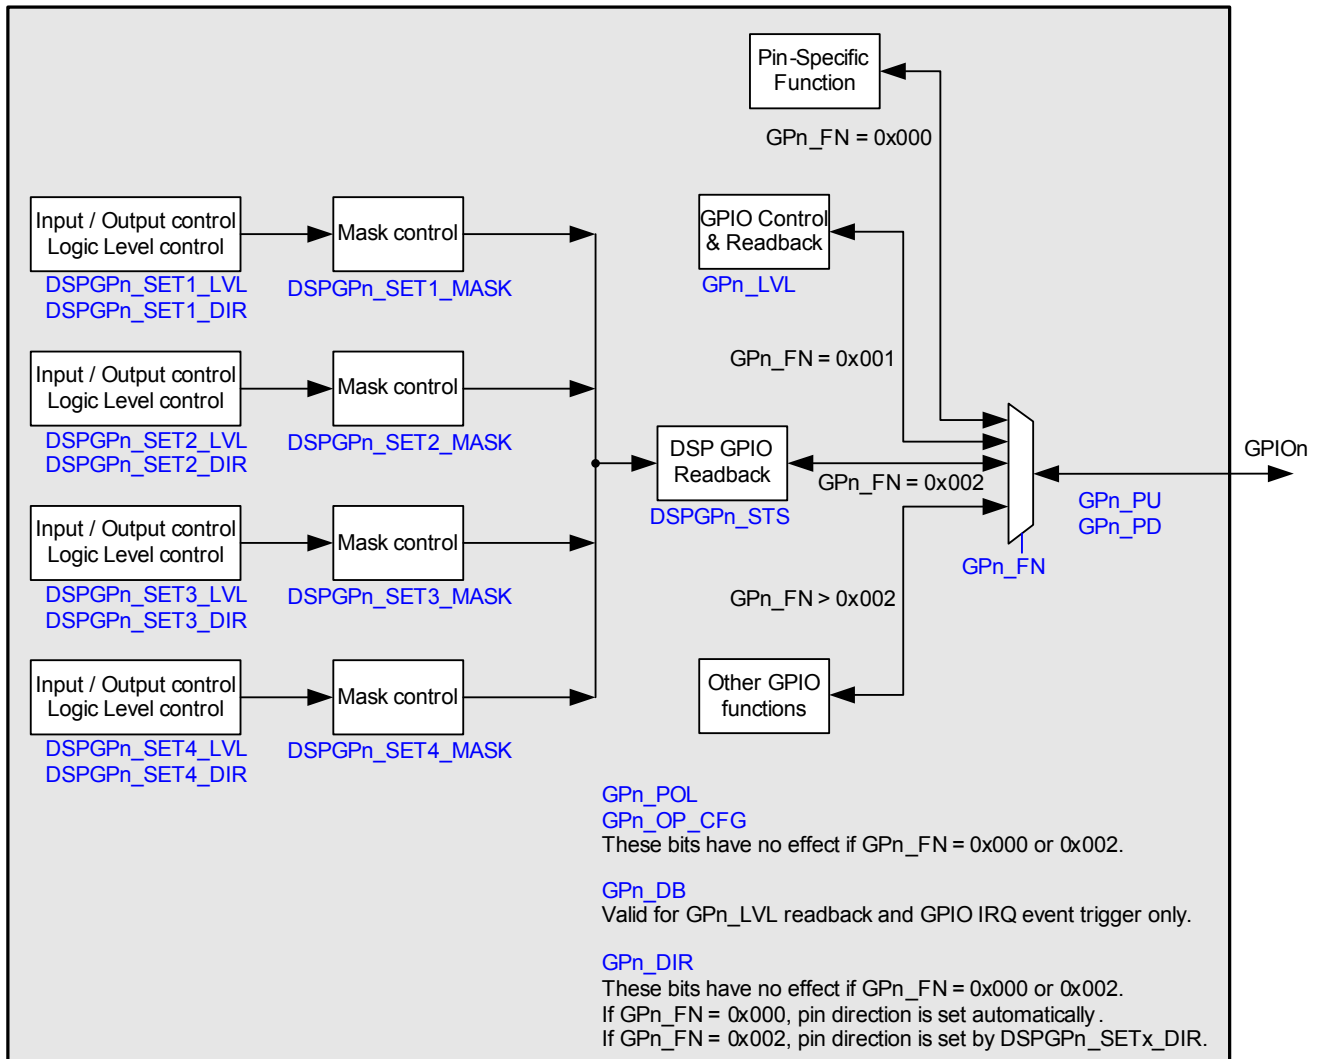 Pin-Specific
Function
GPn_FN = 0x000
Input / Output control
Logic Level control
DSPGPn_SET1_LVL
DSPGPn_SET1_DIR
Mask control
DSPGPn_SET1_MASK
GPIO Control
& Readback
GPn_LVL
GPn_FN = 0x001
Input / Output control
Logic Level control
DSPGPn_SET2_LVL
DSPGPn_SET2_DIR
Mask control
DSPGPn_SET2_MASK
DSP GPIO
Readback
DSPGPn_STS
GPn_FN = 0x002
GPn_FN
GPn_PU
GPn_PD
GPIOn
Input / Output control
Logic Level control
DSPGPn_SET3_LVL
DSPGPn_SET3_DIR
Mask control
DSPGPn_SET3_MASK
GPn_FN > 0x002
Input / Output control
Logic Level control
DSPGPn_SET4_LVL
DSPGPn_SET4_DIR
Mask control
DSPGPn_SET4_MASK
Other GPIO
functions
GPn_POL
GPn_OP_CFG
These bits have no effect if GPn_FN = 0x000 or 0x002.
GPn_DB
Valid for GPn_LVL readback and GPIO IRQ event trigger only.
GPn_DIR
These bits have no effect if GPn_FN = 0x000 or 0x002.
If GPn_FN = 0x000, pin direction is set automatically.
If GPn_FN = 0x002, pin direction is set by DSPGPn_SETx_DIR.